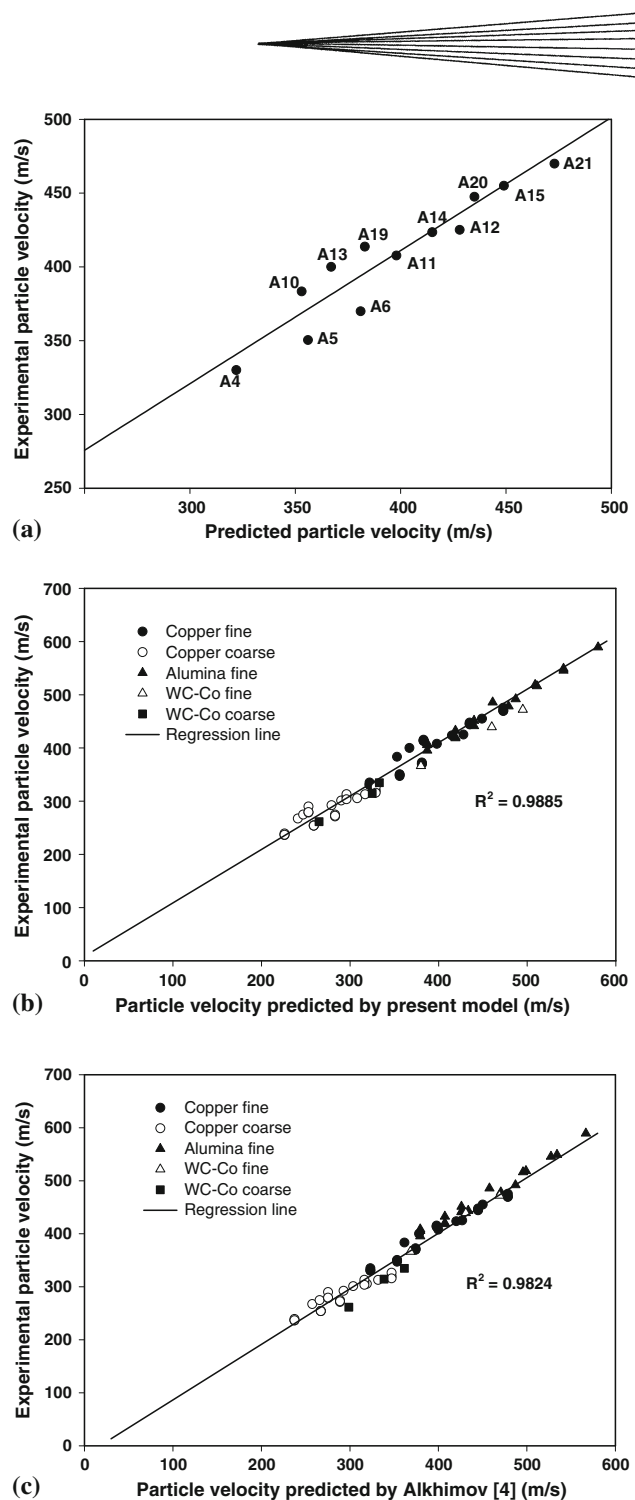 500
450
400
350
300
250
Experimental particle velocity (m/s)
A21
A20
A15
A14
A12
A19
A13
A11
A10
A6
A5
A4
300
350
400
450
500
(a)
Predicted particle velocity (m/s)
700
600
500
400
300
200
100
0
Experimental particle velocity (m/s)
Copper fine
Copper coarse
Alumina fine
WC-Co fine
WC-Co coarse
Regression line
R² = 0.9885
0
100
200
300
400
500
600
(b)
Particle velocity predicted by present model (m/s)
700
600
500
400
300
200
100
0
Experimental particle velocity (m/s)
Copper fine
Copper coarse
Alumina fine
WC-Co fine
WC-Co coarse
Regression line
R² = 0.9824
0
100
200
300
400
500
600
(c)
Particle velocity predicted by Alkhimov [4] (m/s)